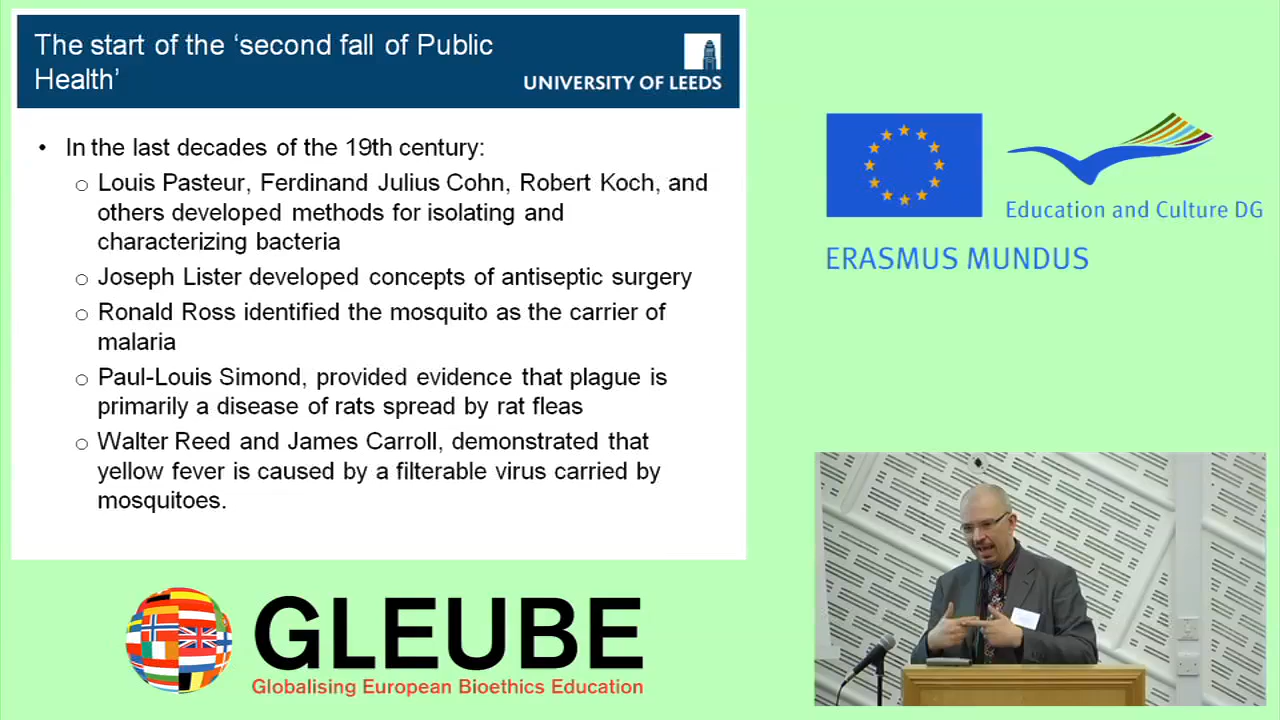 The start of the ‘second fall of Public
Health’
UNIVERSITY OF LEEDS
• In the last decades of the 19th century:
○ Louis Pasteur, Ferdinand Julius Cohn, Robert Koch, and
others developed methods for isolating and
characterizing bacteria
○ Joseph Lister developed concepts of antiseptic surgery
○ Ronald Ross identified the mosquito as the carrier of
malaria
○ Paul-Louis Simond, provided evidence that plague is
primarily a disease of rats spread by rat fleas
○ Walter Reed and James Carroll, demonstrated that
yellow fever is caused by a filterable virus carried by
mosquitoes.
Education and Culture DG
ERASMUS MUNDUS
GLEUBE
Globalising European Bioethics Education